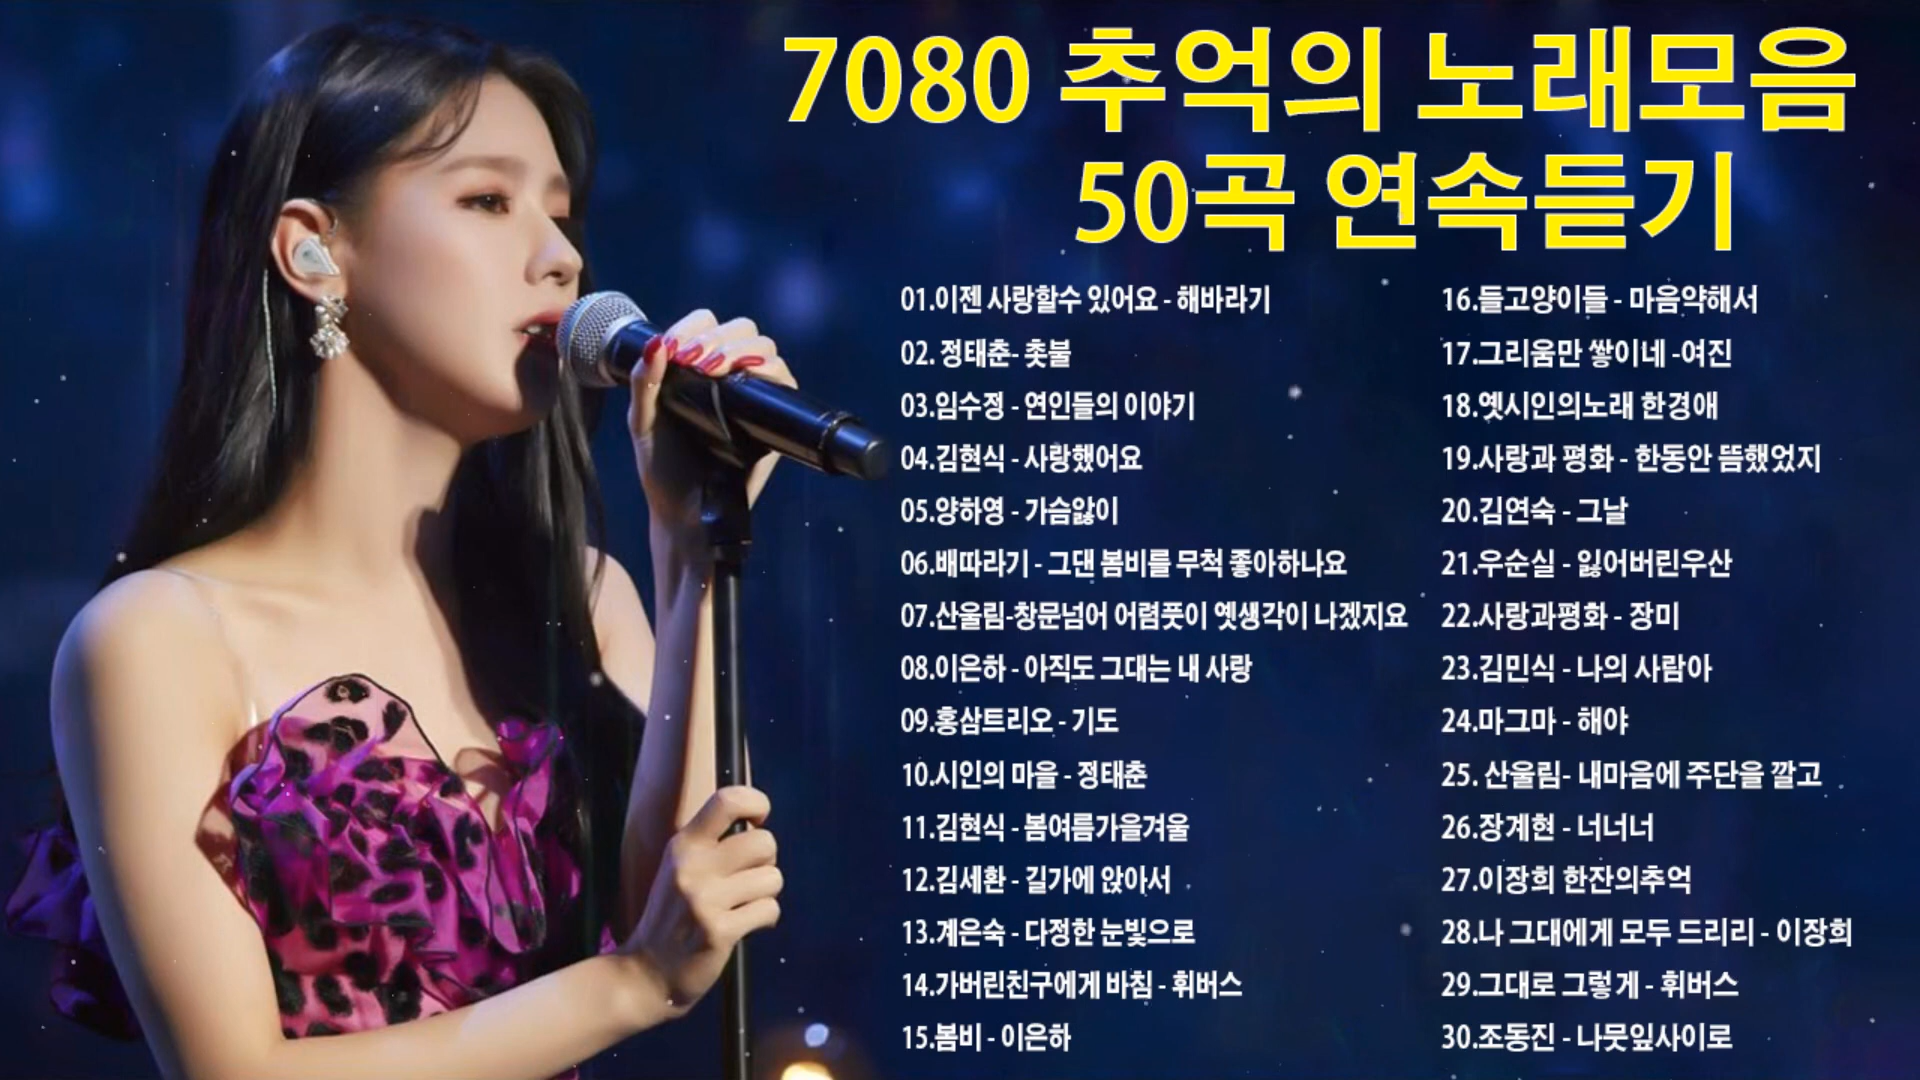 7080 추억의 노래모음
50곡 연속듣기
01.이젠 사랑할수 있어요 - 해바라기
02. 정태춘- 촛불
03.임수정 - 연인들의 이야기
04.김현식 - 사랑했어요
05.양하영 - 가슴앓이
06.배따라기 - 그댄 봄비를 무척 좋아하나요
07.산울림-창문넘어 어렴풋이 옛생각이 나겠지요
08.이은하 - 아직도 그대는 내 사랑
09.홍삼트리오 - 기도
10.시인의 마을 - 정태춘
11.김현식 - 봄여름가을겨울
12.김세환 - 길가에 앉아서
13.계은숙 - 다정한 눈빛으로
14.가버린친구에게 바침 - 휘버스
15.봄비 - 이은하
16.들고양이들 - 마음약해서
17.그리움만 쌓이네 -여진
18.옛시인의노래 한경애
19.사랑과 평화 - 한동안 뜸했었지
20.김연숙 - 그날
21.우순실 - 잃어버린우산
22.사랑과평화 - 장미
23.김민식 - 나의 사람아
24.마그마 - 해야
25. 산울림- 내마음에 주단을 깔고
26.장계현 - 너너너
27.이장희 한잔의추억
28.나 그대에게 모두 드리리 - 이장희
29.그대로 그렇게 - 휘버스
30.조동진 - 나뭇잎사이로